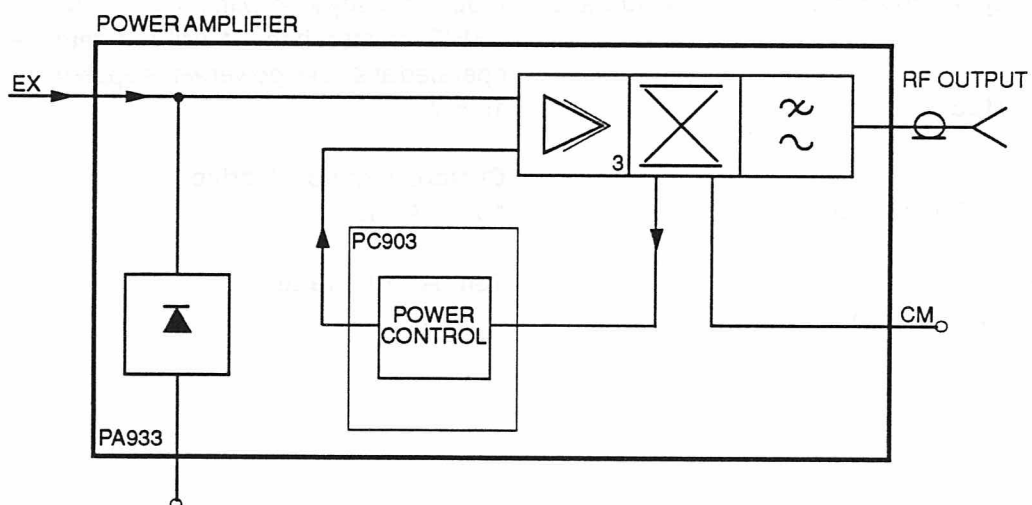 POWER AMPLIFIER
EX
RF OUTPUT
3
PC903
POWER
CONTROL
CM
PA933